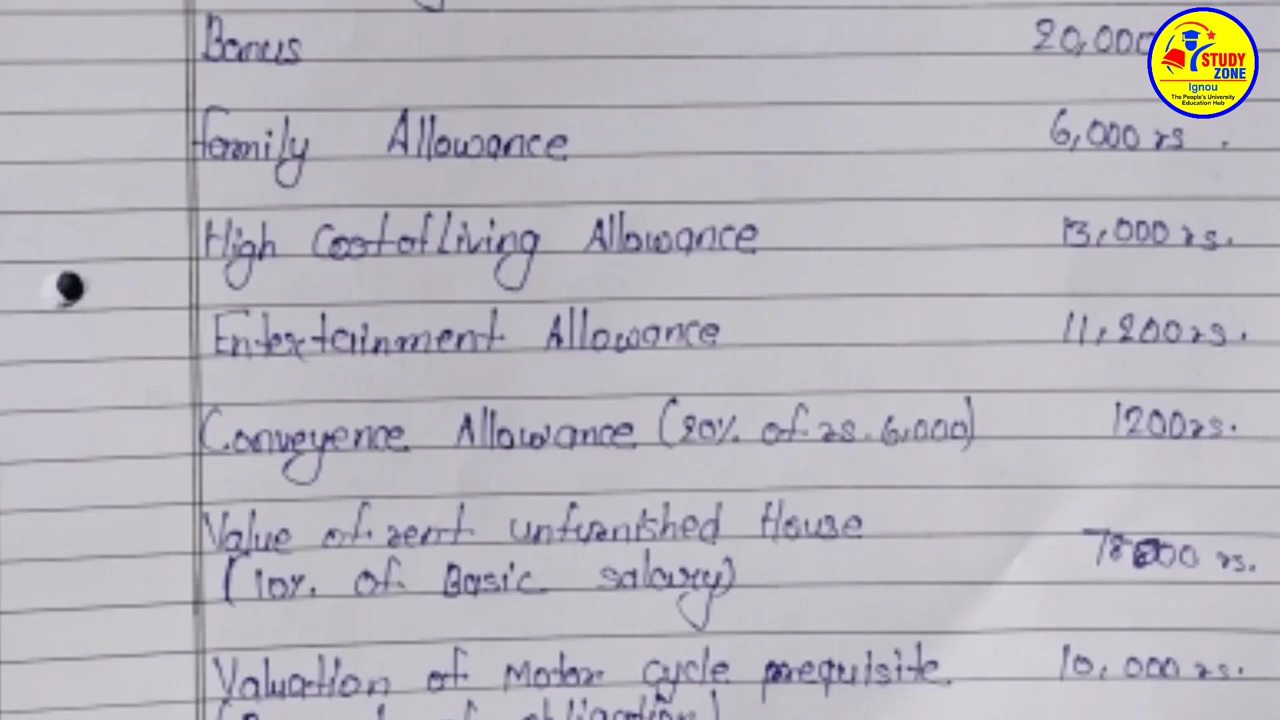 Bonus 20,000
family Allowance 6,000 rs.
High Cost of Living Allowance 13,000 rs.
Entertainment Allowance 11,200 rs.
Conveyence Allowance (20% of rs. 6,000) 1200 rs.
Value of rent unfurnished House
(10% of Basic salary) rs.
Valuation of Motor cycle prequisite 10,000 rs.
of obligation)
STUDY
ZONE
Ignou
The People's University
Education Hub